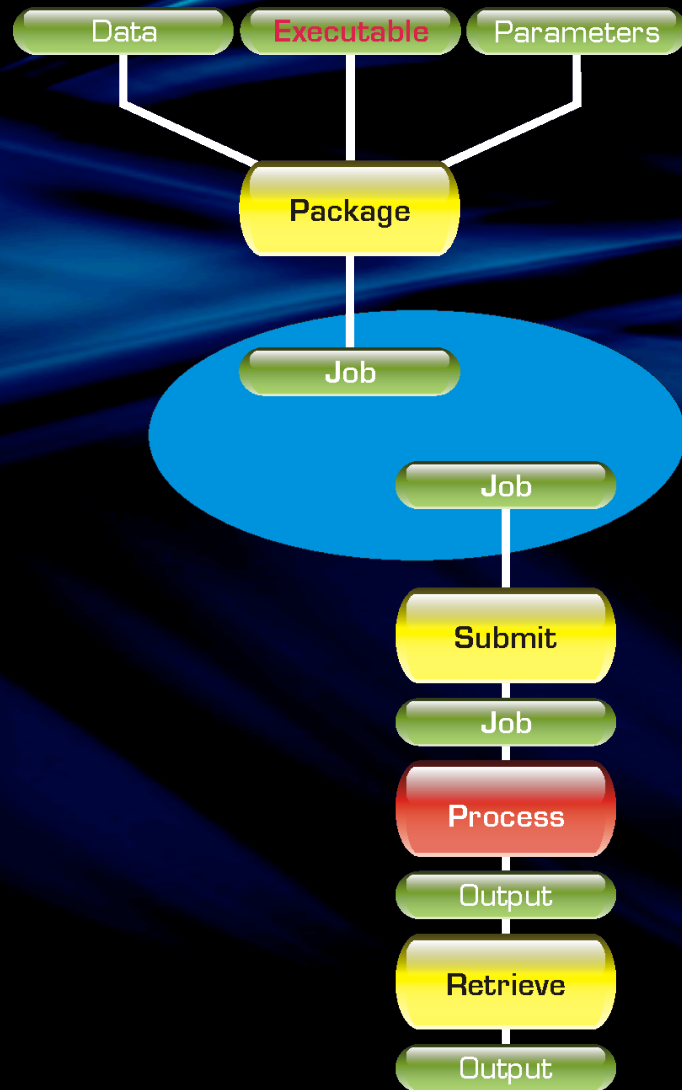 Data
Executable
Parameters
Package
Job
Job
Submit
Job
Process
Output
Retrieve
Output